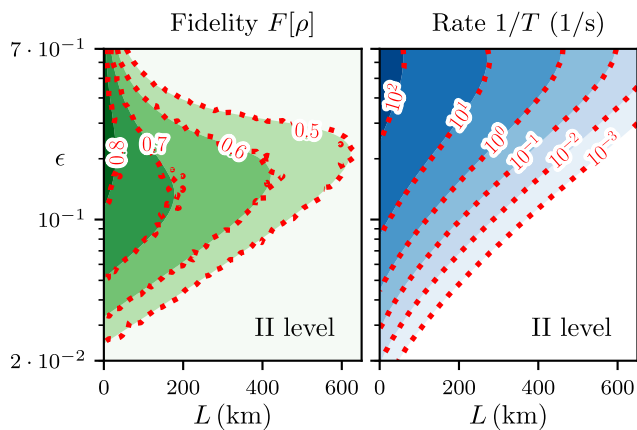 Fidelity F[ρ]
Rate 1/T (1/s)
7 · 10⁻¹
ϵ
10⁻¹
2 · 10⁻²
0.8
0.7
0.6
0.5
II level
0
200
400
600
L (km)
10²
10¹
10⁰
10⁻¹
10⁻²
10⁻³
II level
0
200
400
600
L (km)